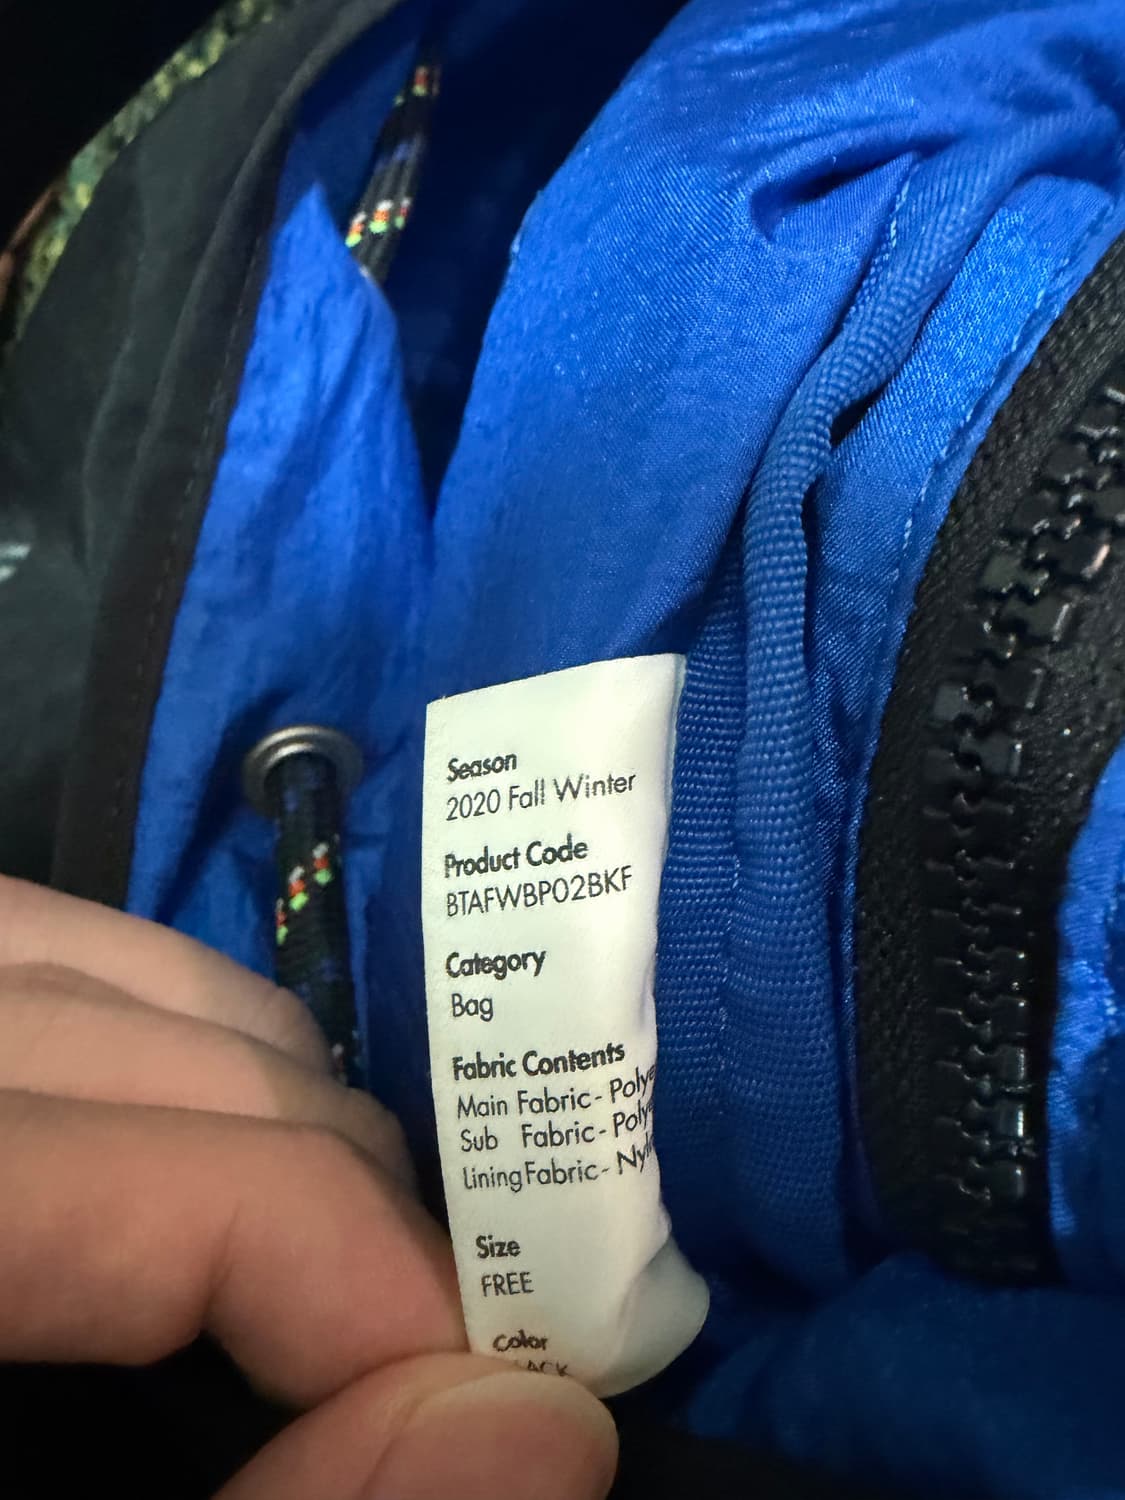 Season
2020 Fall Winter
Product Code
BTAFWBP02BKF
Category
Bag
Fabric Contents
Main Fabric-
Sub Fabric-
Lining Fabric-
Size
FREE
Color